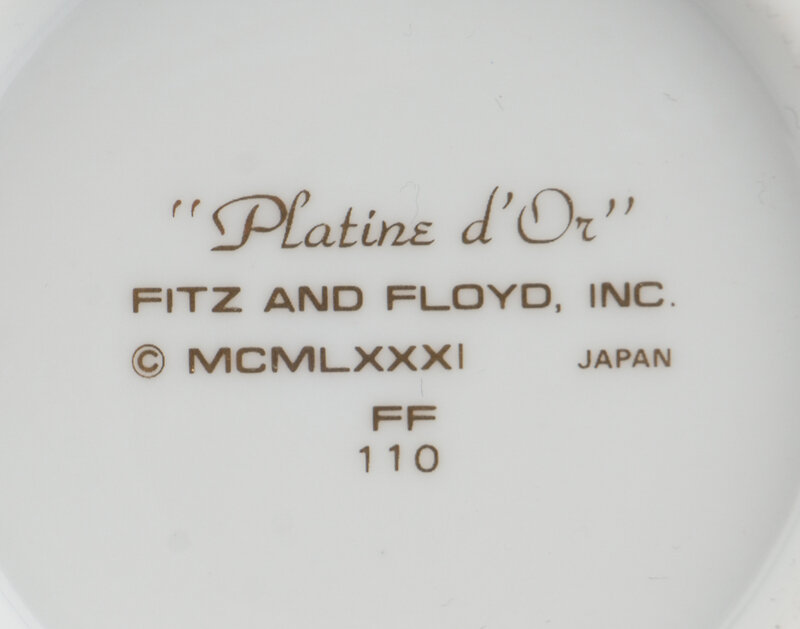 "Platine d'Or"
FITZ AND FLOYD, INC.
© MCMLXXXI JAPAN
FF
110